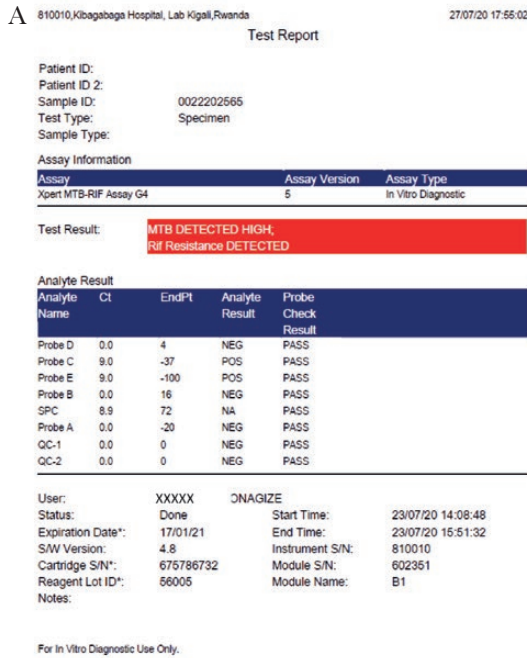 A
810010,Kibagabaga Hospital, Lab Kigali,Rwanda 27/07/20 17:55:02
Test Report
Patient ID:
Patient ID 2:
Sample ID: 0022202565
Test Type: Specimen
Sample Type:
Assay Information
Assay Assay Version Assay Type
Xpert MTB-RIF Assay G4 5 In Vitro Diagnostic
Test Result: MTB DETECTED HIGH;
Rif Resistance DETECTED
Analyte Result
Analyte Name Ct EndPt Analyte Result Probe Check Result
Probe D 0.0 4 NEG PASS
Probe C 9.0 -37 POS PASS
Probe E 9.0 -100 POS PASS
Probe B 0.0 16 NEG PASS
SPC 8.9 72 NA PASS
Probe A 0.0 -20 NEG PASS
QC-1 0.0 0 NEG PASS
QC-2 0.0 0 NEG PASS
User: XXXXX ONAGIZE
Status: Done Start Time: 23/07/20 14:08:48
Expiration Date*: 17/01/21 End Time: 23/07/20 15:51:32
S/W Version: 4.8 Instrument S/N: 810010
Cartridge S/N*: 675786732 Module S/N: 602351
Reagent Lot ID*: 56005 Module Name: B1
Notes:
For In Vitro Diagnostic Use Only.